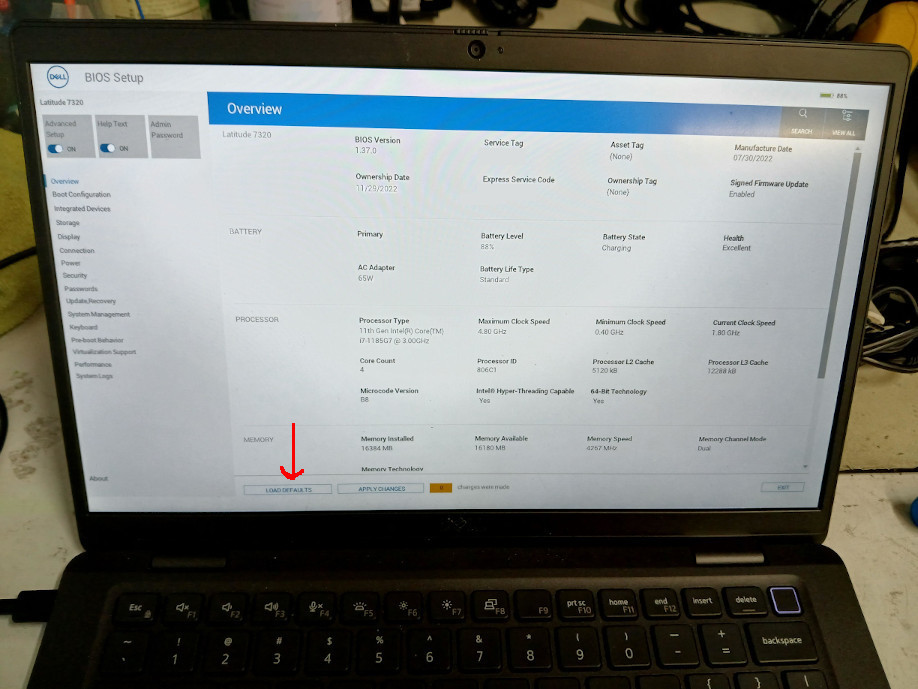 DELL
BIOS Setup
88%
Latitude 7320
Advanced Setup
ON
Help Text
ON
Admin Password
Overview
SEARCH
VIEW ALL
Overview
Boot Configuration
Integrated Devices
Storage
Display
Connection
Power
Security
Passwords
Update,Recovery
System Management
Keyboard
Pre-boot Behavior
Virtualization Support
Performance
System Logs
About
Latitude 7320
BIOS Version
1.37.0
Service Tag
Asset Tag
(None)
Manufacture Date
07/30/2022
Ownership Date
11/29/2022
Express Service Code
Ownership Tag
(None)
Signed Firmware Update
Enabled
BATTERY
Primary
Battery Level
88%
Battery State
Charging
Health
Excellent
AC Adapter
65W
Battery Life Type
Standard
PROCESSOR
Processor Type
11th Gen Intel(R) Core(TM)
i7-1185G7 @ 3.00GHz
Maximum Clock Speed
4.80 GHz
Minimum Clock Speed
0.40 GHz
Current Clock Speed
1.80 GHz
Core Count
4
Processor ID
806C1
Processor L2 Cache
5120 kB
Processor L3 Cache
12288 kB
Microcode Version
B8
Intel® Hyper-Threading Capable
Yes
64-Bit Technology
Yes
MEMORY
Memory Installed
16384 MB
Memory Available
16180 MB
Memory Speed
4267 MHz
Memory Channel Mode
Dual
Memory Technology
LOAD DEFAULTS
APPLY CHANGES
changes were made
EXIT
Esc
F1
F2
F3
F4
F5
F6
F7
F8
F9
prt sc
F10
home
F11
end
F12
insert
delete
~ `
! 1
@ 2
# 3
$ 4
% 5
^ 6
& 7
* 8
( 9
) 0
_ -
+ =
backspace
{ } |